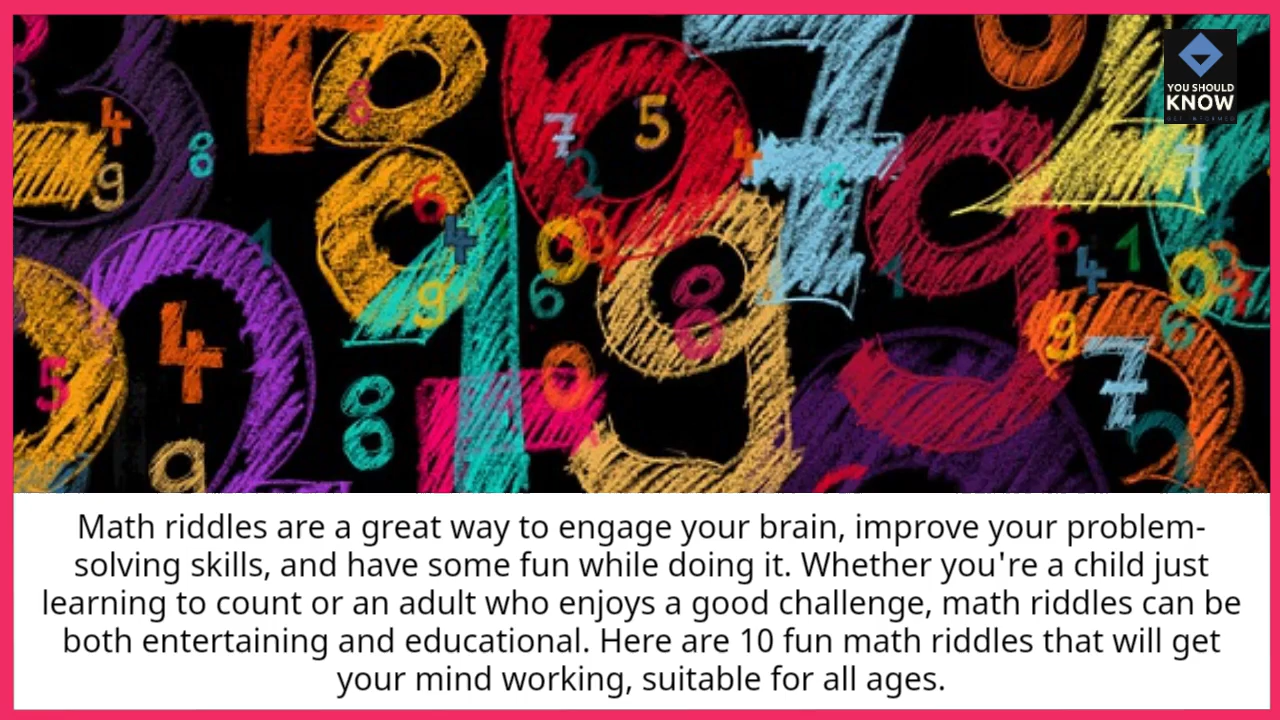 YOU SHOULD
KNOW
GET INFORMED
Math riddles are a great way to engage your brain, improve your problem-
solving skills, and have some fun while doing it. Whether you're a child just
learning to count or an adult who enjoys a good challenge, math riddles can be
both entertaining and educational. Here are 10 fun math riddles that will get
your mind working, suitable for all ages.